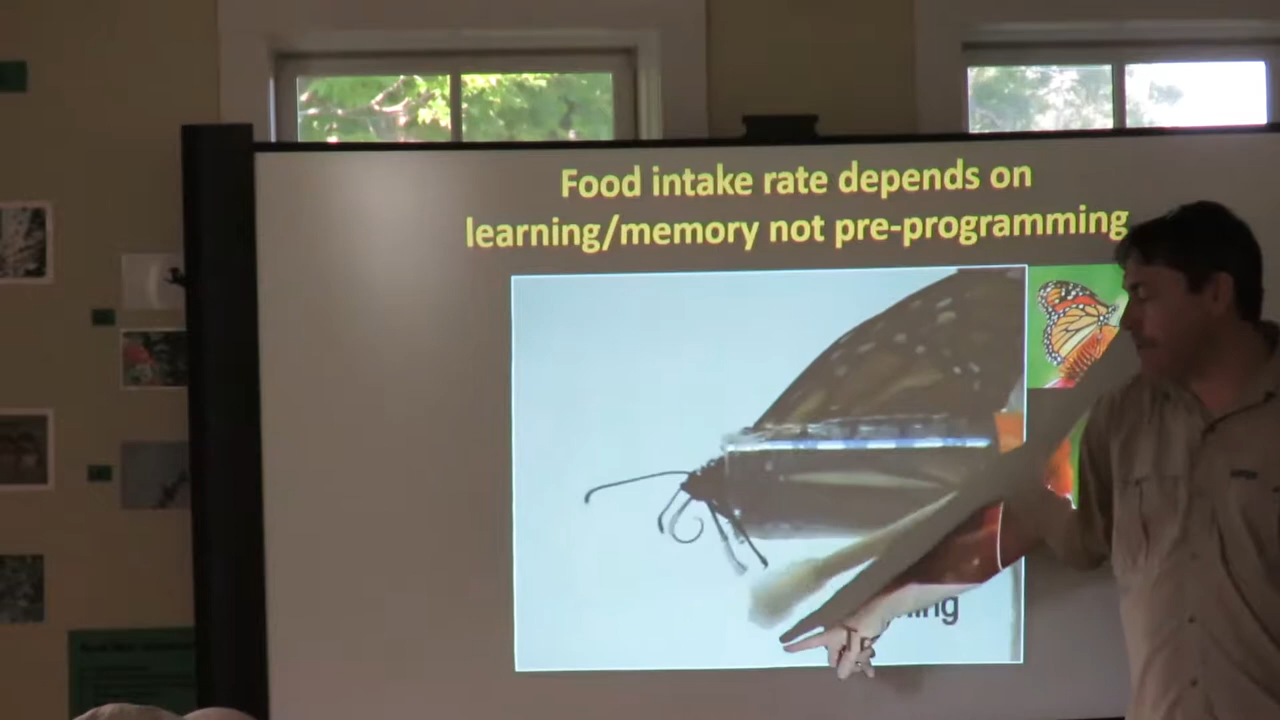 Food intake rate depends on
learning/memory not pre-programming